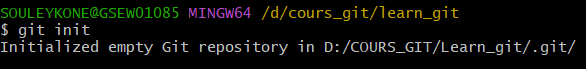 SOULEYKONE@GSEW01085 MINGW64 /d/cours_git/learn_git
$ git init
Initialized empty Git repository in D:/COURS_GIT/Learn_git/.git/